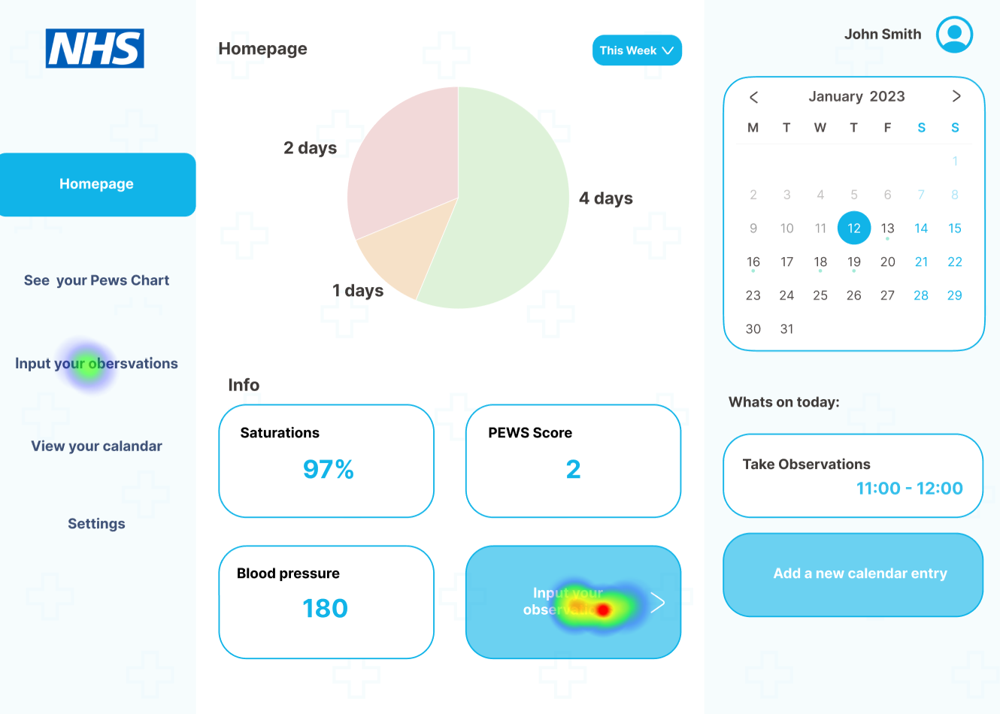 NHS
Homepage
See your Pews Chart
Input your obersvations
View your calandar
Settings
Homepage
This Week
2 days
4 days
1 days
Info
Saturations
97%
PEWS Score
2
Blood pressure
180
Input your
John Smith
January 2023
M T W T F S S
1
2 3 4 5 6 7 8
9 10 11 12 13 14 15
16 17 18 19 20 21 22
23 24 25 26 27 28 29
30 31
Whats on today:
Take Observations
11:00 - 12:00
Add a new calendar entry